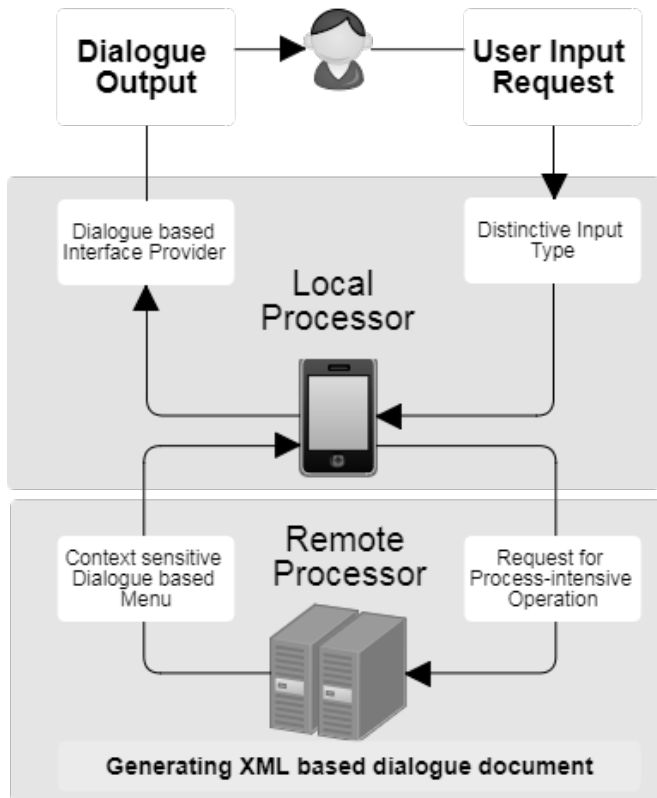 Dialogue
Output
User Input
Request
Dialogue based
Interface Provider
Distinctive Input
Type
Local
Processor
Context sensitive
Dialogue based
Menu
Remote
Processor
Request for
Process-intensive
Operation
Generating XML based dialogue document